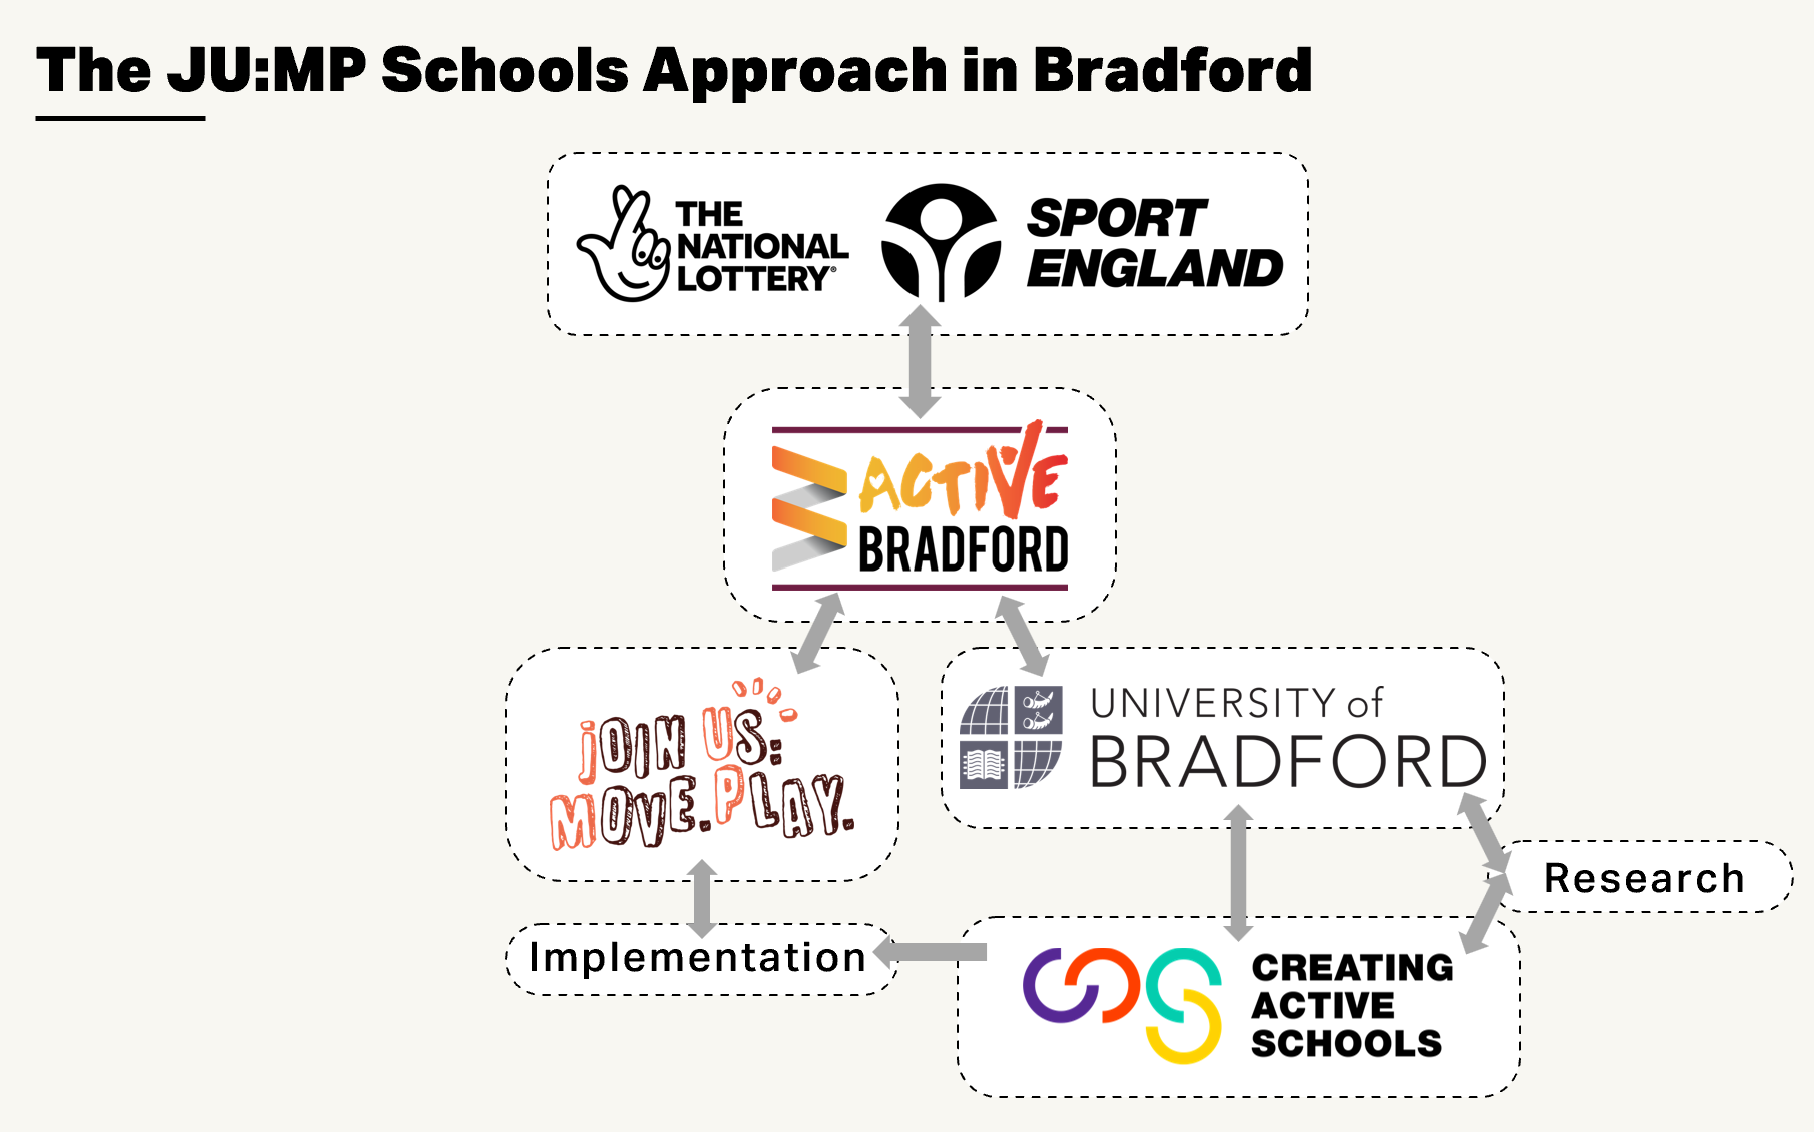 The JU:MP Schools Approach in Bradford
THE
NATIONAL
LOTTERY®
SPORT
ENGLAND
ACTIVE
BRADFORD
JOIN US:
MOVE.PLAY.
UNIVERSITY of
BRADFORD
Research
Implementation
CREATING
ACTIVE
SCHOOLS